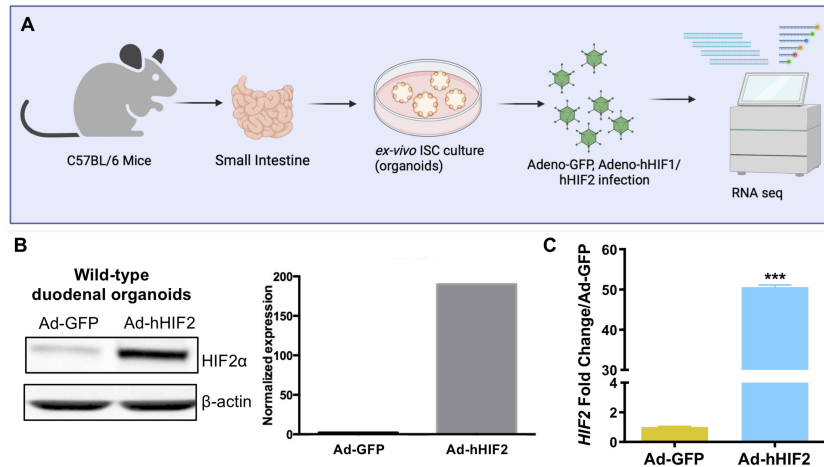 A
C57BL/6 Mice
Small Intestine
ex-vivo ISC culture
(organoids)
Adeno-GFP, Adeno-hHIF1/
hHIF2 infection
RNA seq
B
Wild-type
duodenal organoids
Ad-GFP Ad-hHIF2
HIF2α
β-actin
Normalized expression
200
150
100
50
0
Ad-GFP Ad-hHIF2
C
HIF2 Fold Change/Ad-GFP
60
50
40
30
4
2
0
***
Ad-GFP Ad-hHIF2